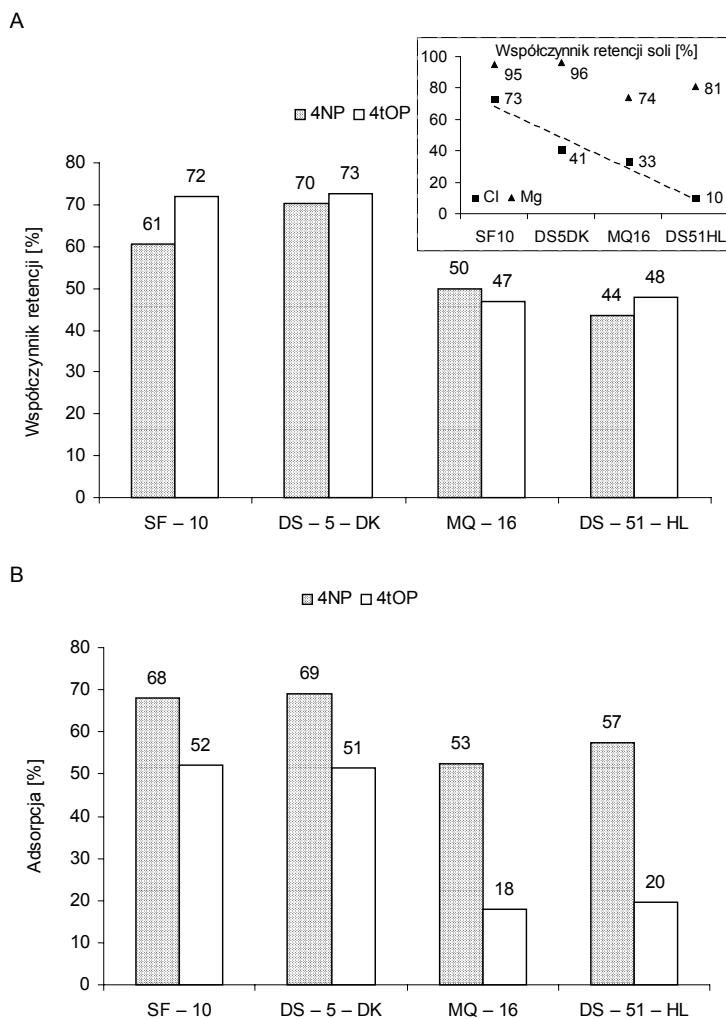 A
Współczynnik retencji soli [%]
100
80
60
40
20
0
95
96
74
81
73
41
33
10
Cl Mg
SF10 DS5DK MQ16 DS51HL
4NP 4tOP
Współczynnik retencji [%]
80
70
60
50
40
30
20
10
0
61 72 70 73 50 47 44 48
SF – 10 DS – 5 – DK MQ – 16 DS – 51 – HL
B
4NP 4tOP
Adsorpcja [%]
80
70
60
50
40
30
20
10
0
68 52 69 51 53 18 57 20
SF – 10 DS – 5 – DK MQ – 16 DS – 51 – HL